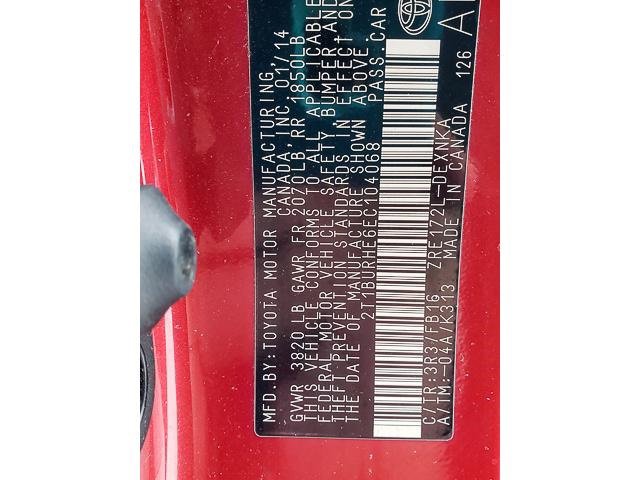 MFD.BY:TOYOTA MOTOR MANUFACTURING,
CANADA, INC. 01/14
GVWR 3820LB GAWR FR 2070LB,RR 1850LB
THIS VEHICLE CONFORMS TO ALL APPLICABLE
FEDERAL MOTOR VEHICLE SAFETY, BUMPER AND
THEFT PREVENTION STANDARDS IN EFFECT ON
THE DATE OF MANUFACTURE SHOWN ABOVE.
2T1BURHE6EC104068 PASS.CAR
C/TR:3R3/FB16 ZRE172L-DEXNKA
A/TM:-04A/K313 MADE IN CANADA 126